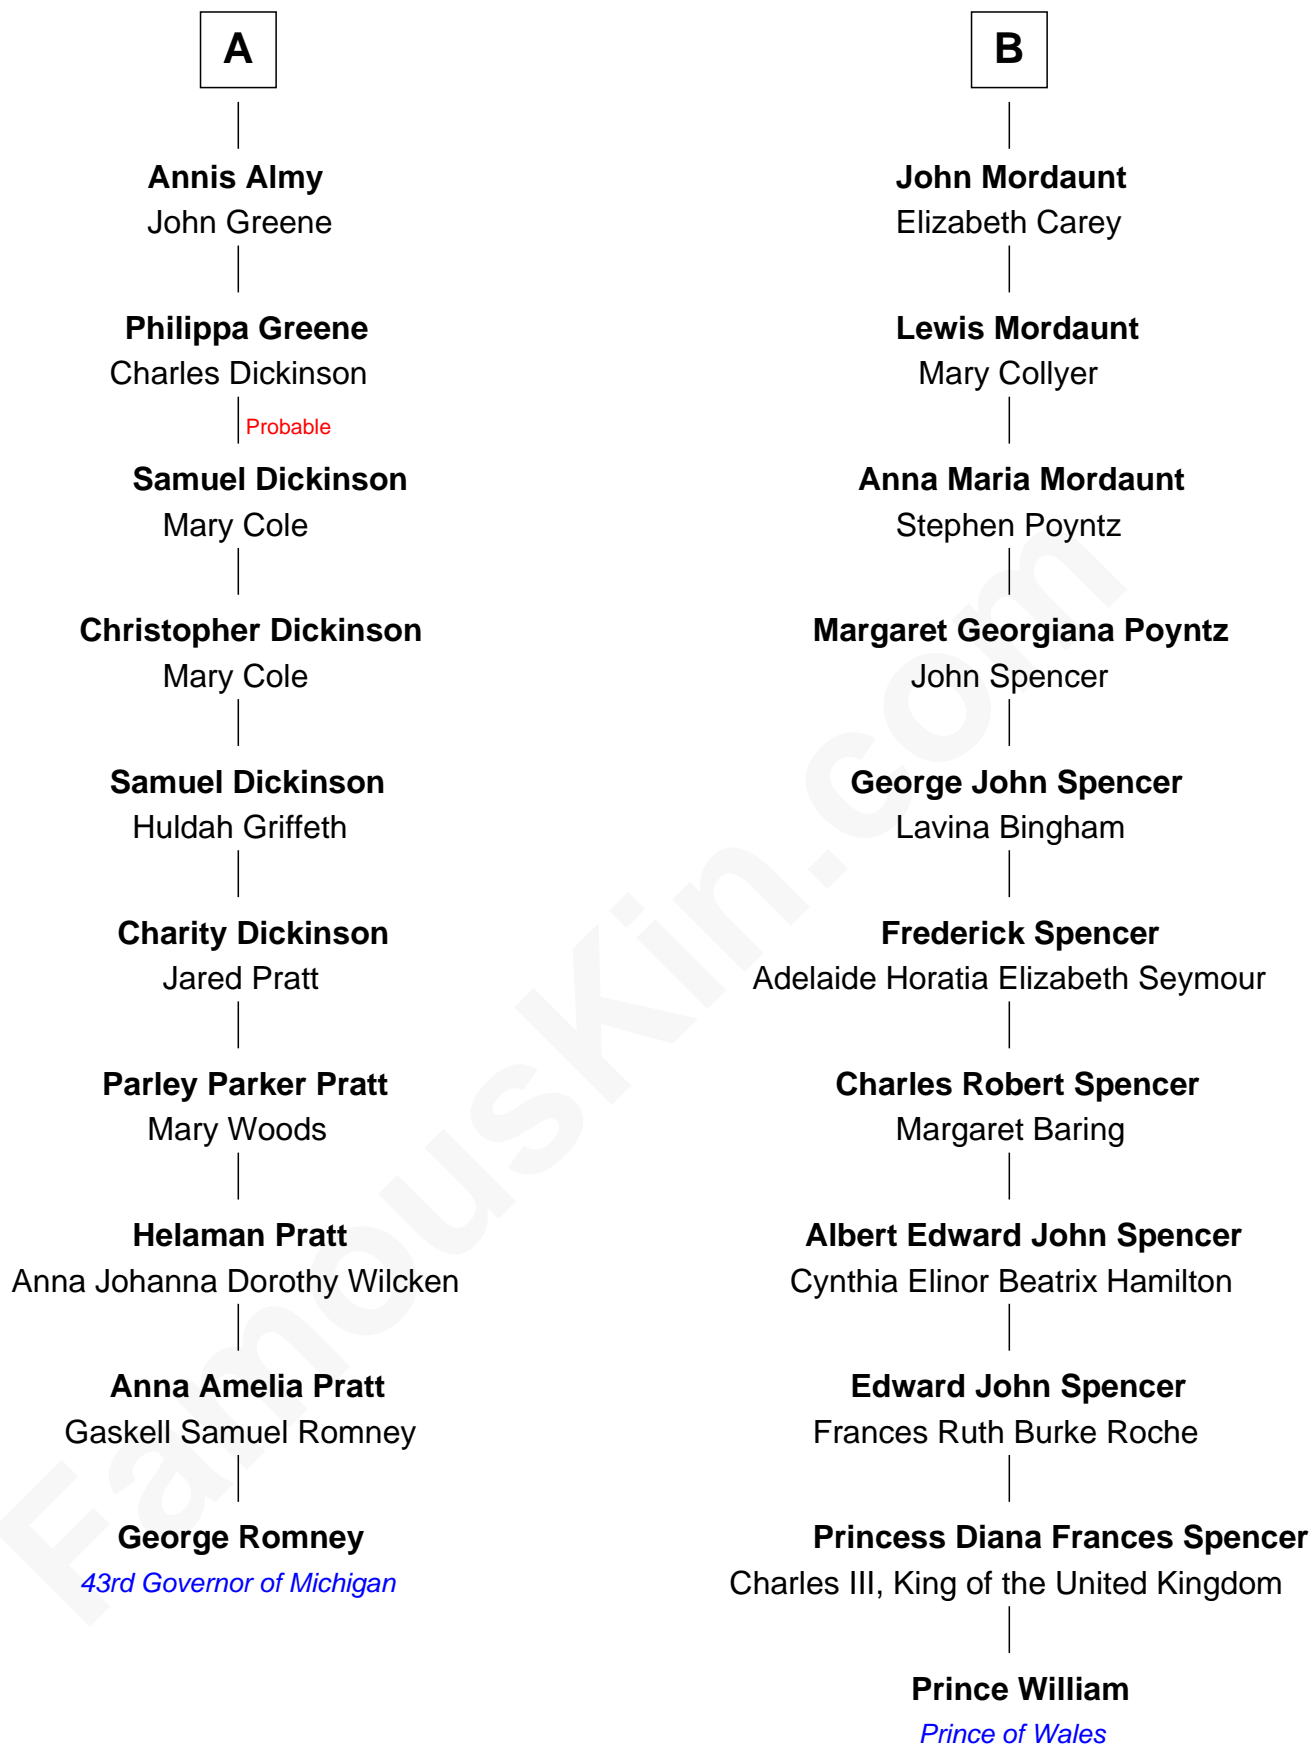 A
Annis Almy
John Greene
Philippa Greene
Charles Dickinson
Probable
Samuel Dickinson
Mary Cole
Christopher Dickinson
Mary Cole
Samuel Dickinson
Huldah Griffeth
Charity Dickinson
Jared Pratt
Parley Parker Pratt
Mary Woods
Helaman Pratt
Anna Johanna Dorothy Wilcken
Anna Amelia Pratt
Gaskell Samuel Romney
George Romney
43rd Governor of Michigan
B
John Mordaunt
Elizabeth Carey
Lewis Mordaunt
Mary Collyer
Anna Maria Mordaunt
Stephen Poyntz
Margaret Georgiana Poyntz
John Spencer
George John Spencer
Lavina Bingham
Frederick Spencer
Adelaide Horatia Elizabeth Seymour
Charles Robert Spencer
Margaret Baring
Albert Edward John Spencer
Cynthia Elinor Beatrix Hamilton
Edward John Spencer
Frances Ruth Burke Roche
Princess Diana Frances Spencer
Charles III, King of the United Kingdom
Prince William
Prince of Wales
FamousKin.com